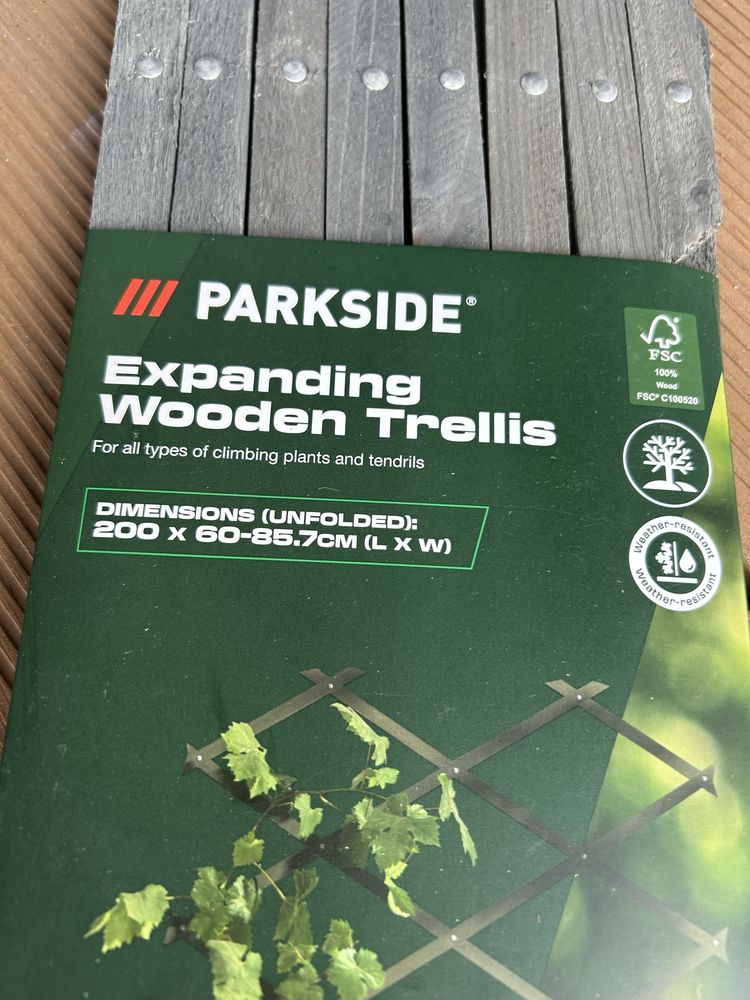 PARKSIDE®
Expanding
Wooden Trellis
For all types of climbing plants and tendrils
DIMENSIONS (UNFOLDED):
200 x 60-85.7CM (L X W)
FSC
100%
Wood
FSC® C100520
Weather-resistant
Weather-resistant